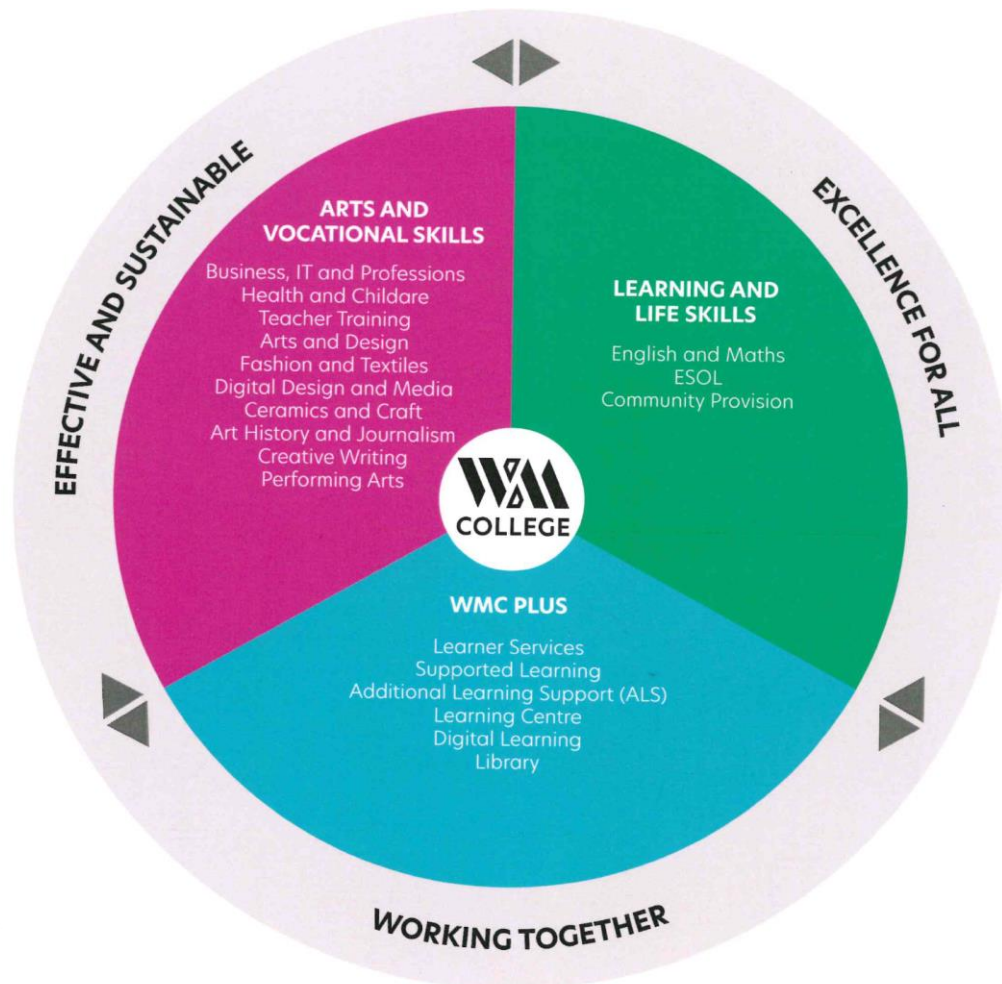 EFFECTIVE AND SUSTAINABLE
EXCELLENCE FOR ALL
ARTS AND
VOCATIONAL SKILLS
Business, IT and Professions
Health and Childare
Teacher Training
Arts and Design
Fashion and Textiles
Digital Design and Media
Ceramics and Craft
Art History and Journalism
Creative Writing
Performing Arts
LEARNING AND
LIFE SKILLS
English and Maths
ESOL
Community Provision
WM
COLLEGE
WMC PLUS
Learner Services
Supported Learning
Additional Learning Support (ALS)
Learning Centre
Digital Learning
Library
WORKING TOGETHER